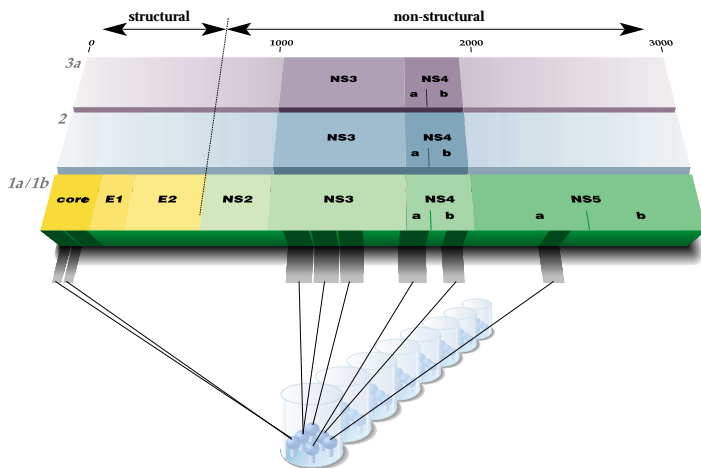 structural non-structural
0 1000 2000 3000
3a NS3 NS4
a b
2 NS3 NS4
a b
1a/1b core E1 E2 NS2 NS3 NS4 NS5
a b a b